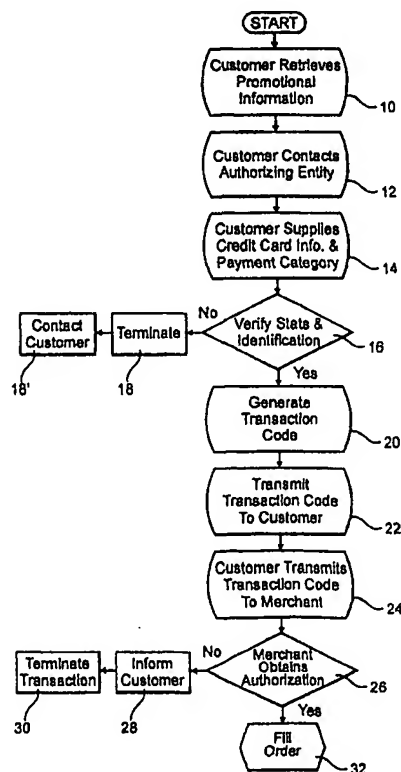 START
Customer Retrieves
Promotional
Information
10
Customer Contacts
Authorizing Entity
12
Customer Supplies
Credit Card Info. &
Payment Category
14
No
Verify Stats &
Identification
16
Contact
Customer
Terminate
18'
18
Yes
Generate
Transaction
Code
20
Transmit
Transaction Code
To Customer
22
Customer Transmits
Transaction Code
To Merchant
24
No
Merchant
Obtains
Authorization
26
Terminate
Transaction
Inform
Customer
30
28
Yes
Fill
Order
32